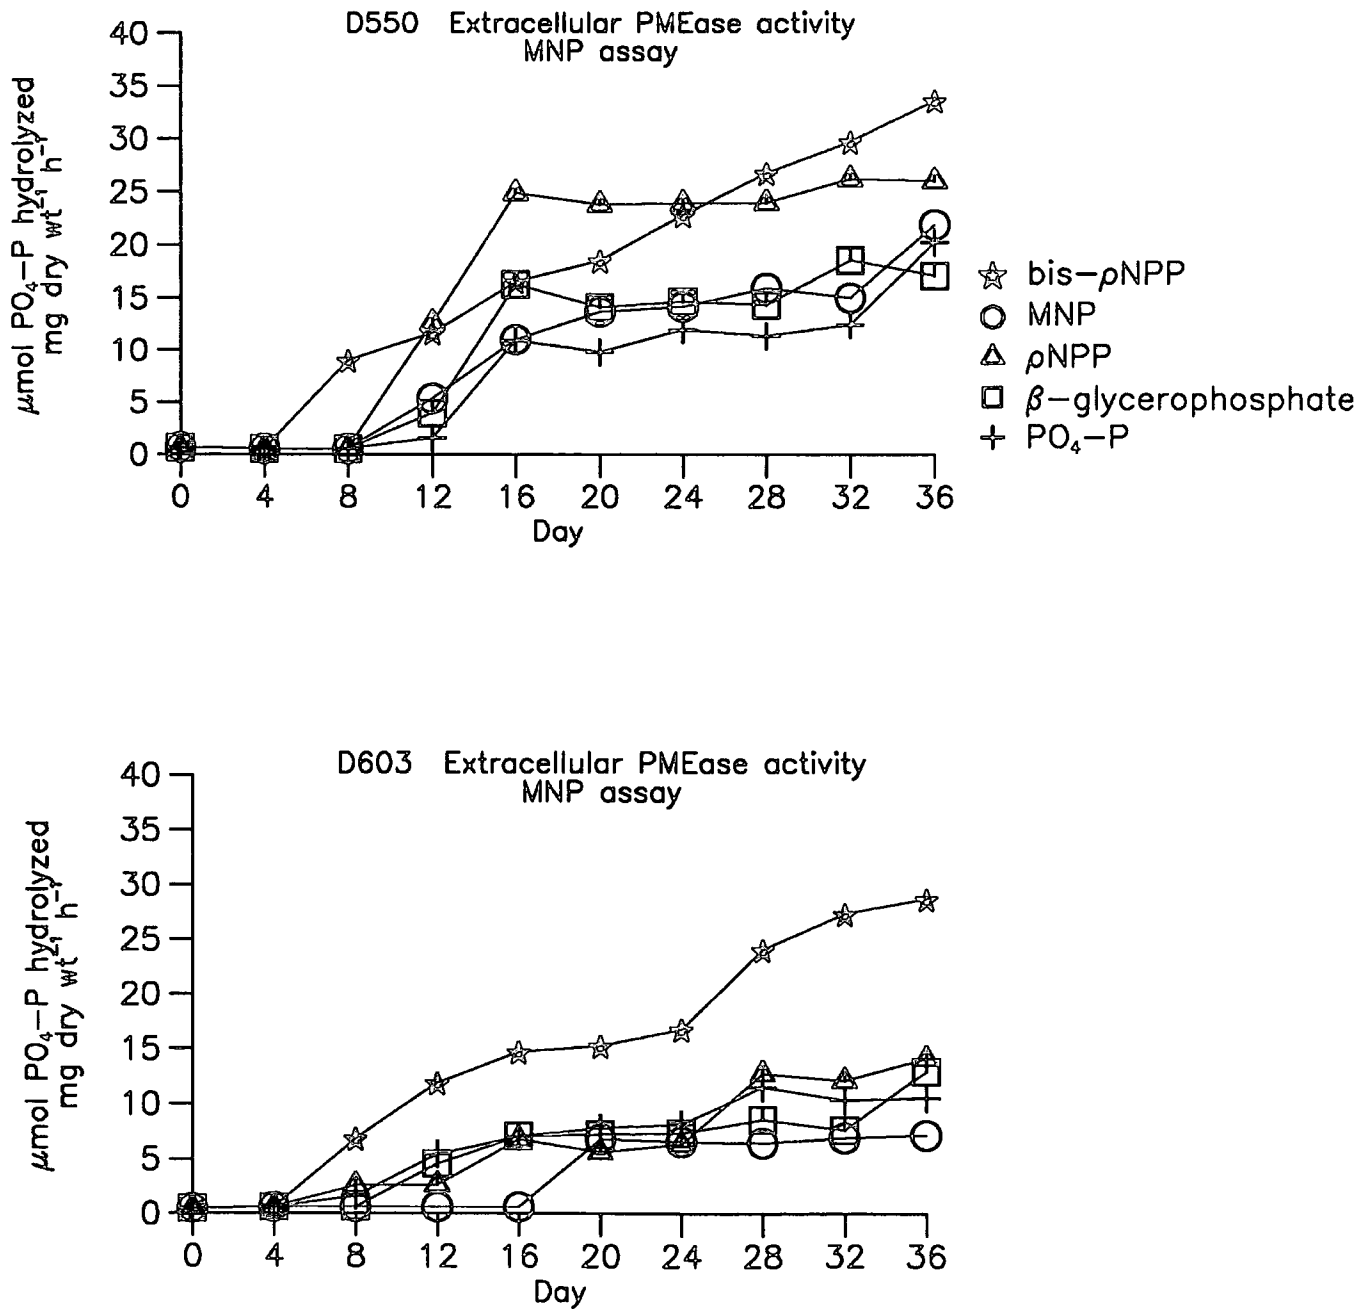 D550 Extracellular PMEase activity
MNP assay
μmol PO₄–P hydrolyzed
mg dry wt⁻¹ h⁻¹
40
35
30
25
20
15
10
5
0
0 4 8 12 16 20 24 28 32 36
Day
bis–ρNPP
MNP
ρNPP
β–glycerophosphate
PO₄–P
D603 Extracellular PMEase activity
MNP assay
μmol PO₄–P hydrolyzed
mg dry wt⁻¹ h⁻¹
40
35
30
25
20
15
10
5
0
0 4 8 12 16 20 24 28 32 36
Day